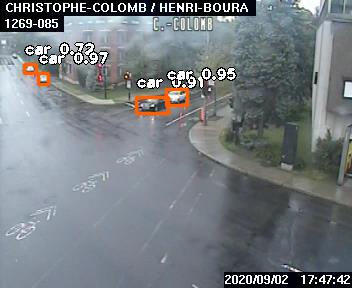 CHRISTOPHE-COLOMB / HENRI-BOURA
1269-085
C.-COLOMB
car 0.72
car 0.97
car 0.95
car 0.91
2020/09/02 17:47:42